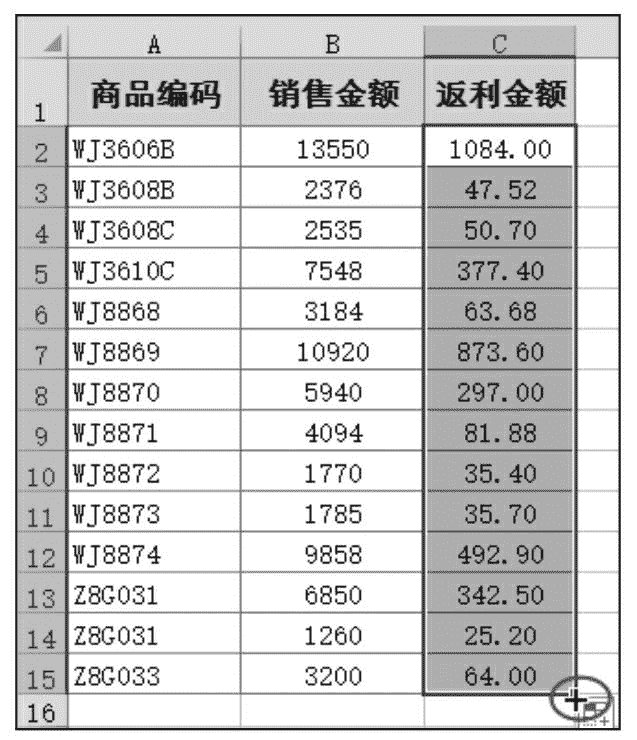 A B C
1 商品编码 销售金额 返利金额
2 WJ3606B 13550 1084.00
3 WJ3608B 2376 47.52
4 WJ3608C 2535 50.70
5 WJ3610C 7548 377.40
6 WJ8868 3184 63.68
7 WJ8869 10920 873.60
8 WJ8870 5940 297.00
9 WJ8871 4094 81.88
10 WJ8872 1770 35.40
11 WJ8873 1785 35.70
12 WJ8874 9858 492.90
13 Z8G031 6850 342.50
14 Z8G031 1260 25.20
15 Z8G033 3200 64.00
16